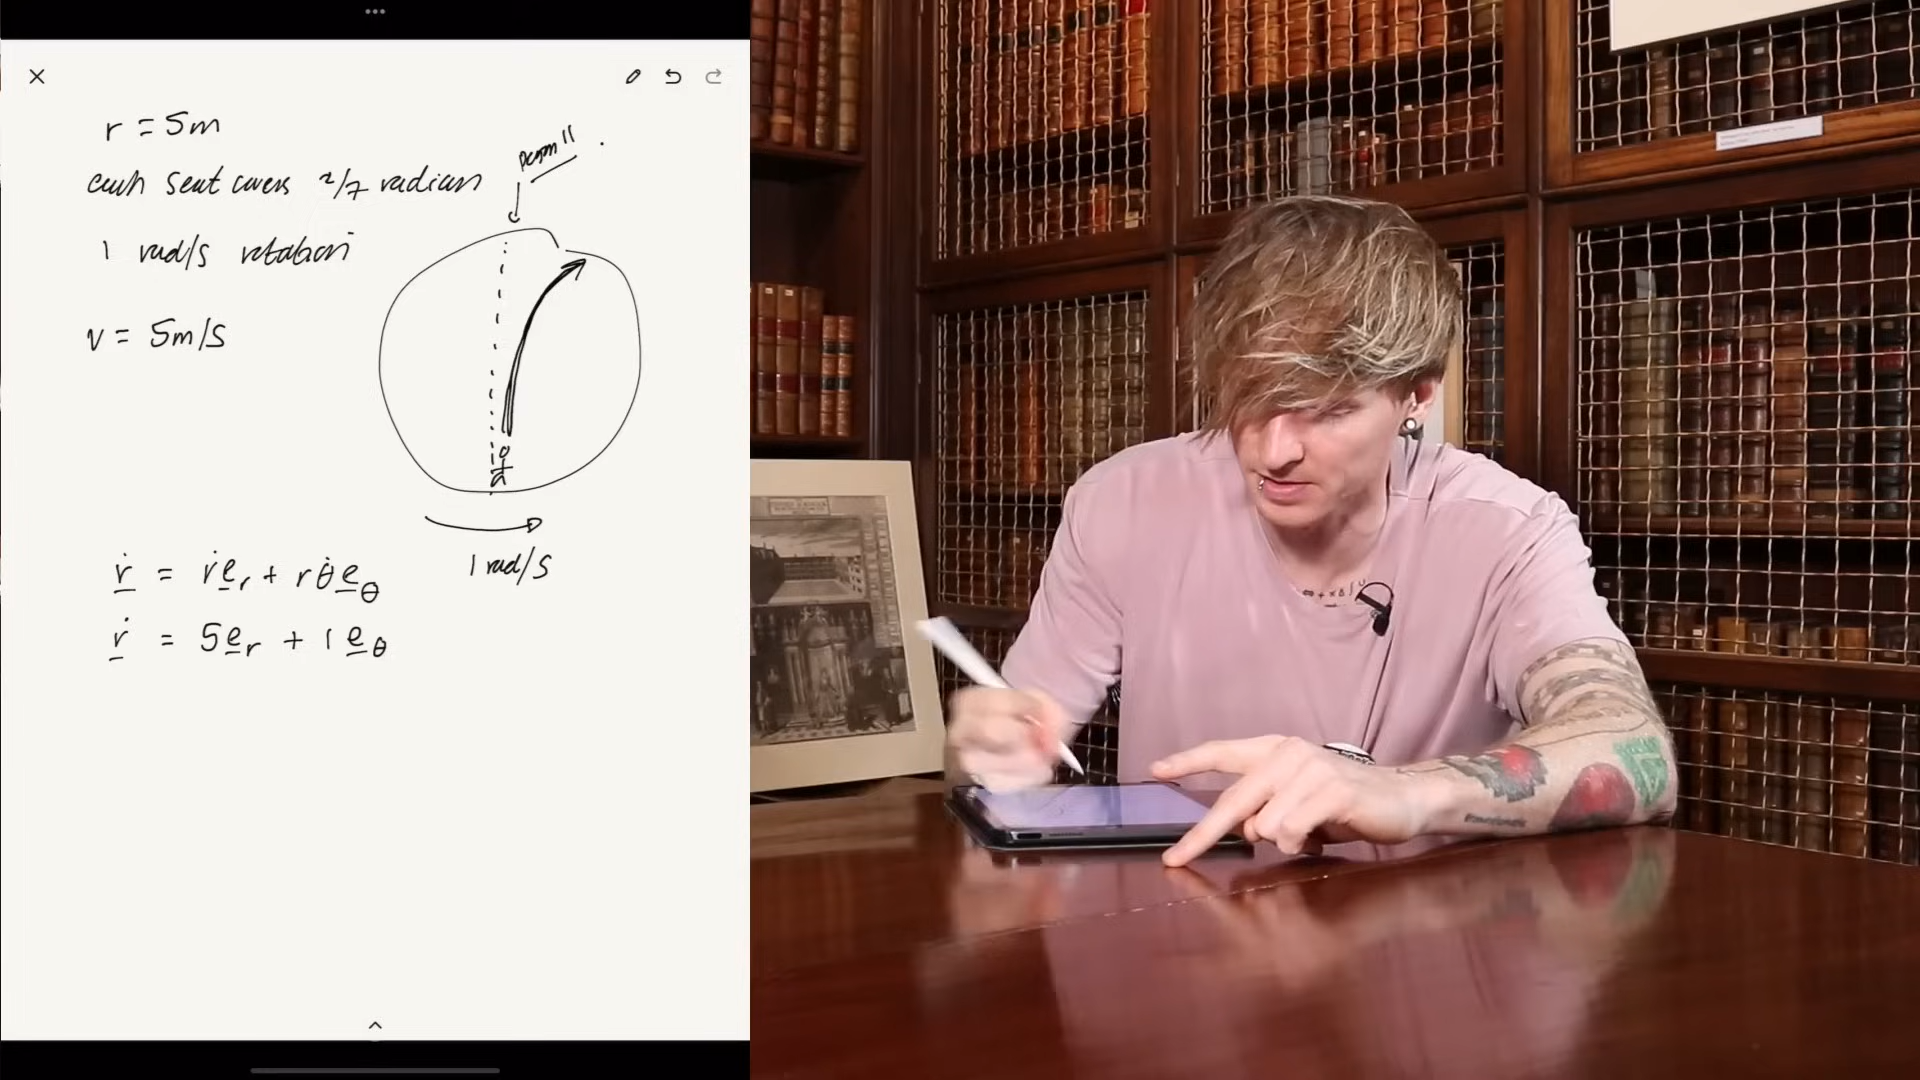 r = 5m
each seat covers 2/7 radians
1 rad/s rotation
v = 5m/s
1 rad/s
ṙ = ṙe_r + rθ̇e_θ
ṙ = 5e_r + 1e_θ